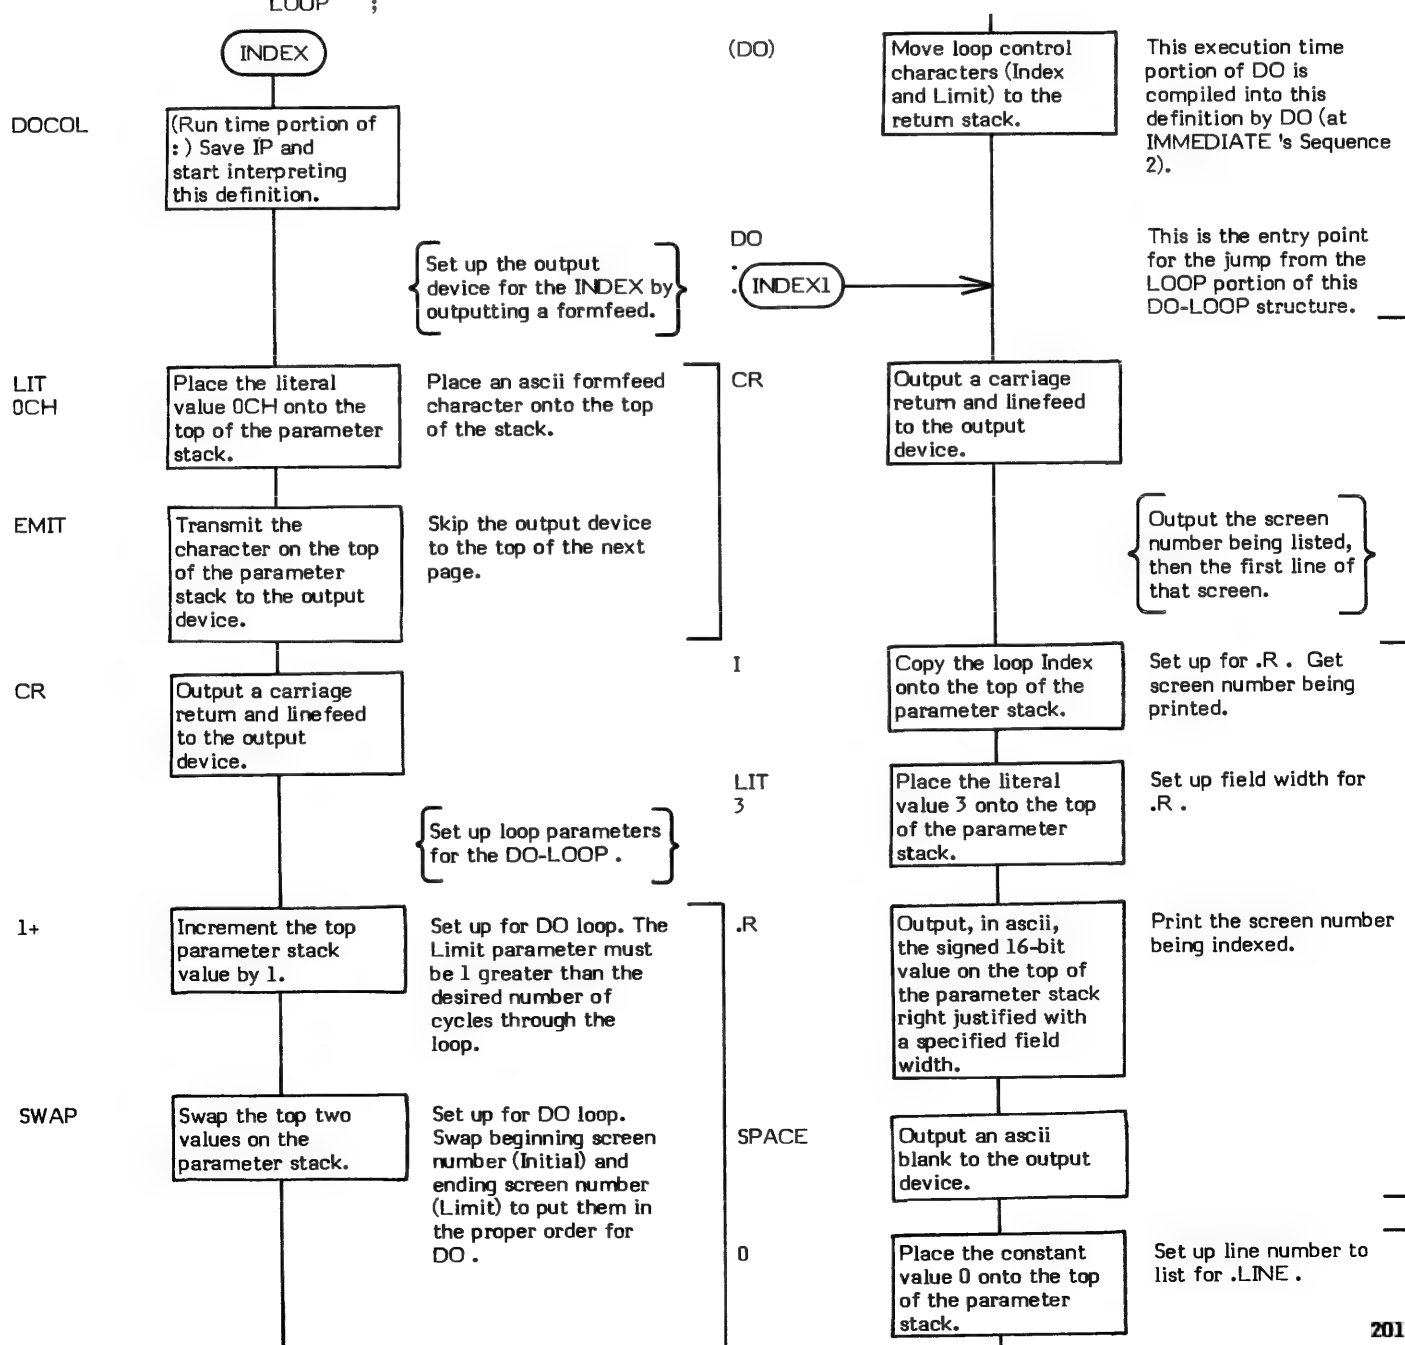 LOOP ;
INDEX
DOCOL
(Run time portion of
: ) Save IP and
start interpreting
this definition.
Set up the output
device for the INDEX by
outputting a formfeed.
LIT
0CH
Place the literal
value 0CH onto the
top of the parameter
stack.
Place an ascii formfeed
character onto the top
of the stack.
EMIT
Transmit the
character on the top
of the parameter
stack to the output
device.
Skip the output device
to the top of the next
page.
CR
Output a carriage
return and linefeed
to the output
device.
Set up loop parameters
for the DO-LOOP .
1+
Increment the top
parameter stack
value by 1.
Set up for DO loop. The
Limit parameter must
be 1 greater than the
desired number of
cycles through the
loop.
SWAP
Swap the top two
values on the
parameter stack.
Set up for DO loop.
Swap beginning screen
number (Initial) and
ending screen number
(Limit) to put them in
the proper order for
DO .
(DO)
Move loop control
characters (Index
and Limit) to the
return stack.
This execution time
portion of DO is
compiled into this
definition by DO (at
IMMEDIATE 's Sequence
2).
DO
:
INDEX1
This is the entry point
for the jump from the
LOOP portion of this
DO-LOOP structure.
CR
Output a carriage
return and linefeed
to the output
device.
Output the screen
number being listed,
then the first line of
that screen.
I
Copy the loop Index
onto the top of the
parameter stack.
Set up for .R . Get
screen number being
printed.
LIT
3
Place the literal
value 3 onto the top
of the parameter
stack.
Set up field width for
.R .
.R
Output, in ascii,
the signed 16-bit
value on the top of
the parameter stack
right justified with
a specified field
width.
Print the screen number
being indexed.
SPACE
Output an ascii
blank to the output
device.
0
Place the constant
value 0 onto the top
of the parameter
stack.
Set up line number to
list for .LINE .
201